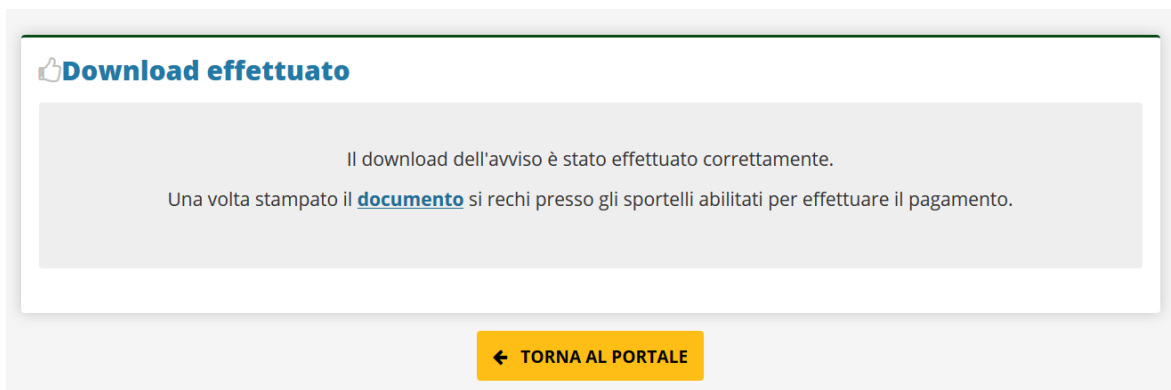 Download effettuato
Il download dell'avviso è stato effettuato correttamente.
Una volta stampato il documento si rechi presso gli sportelli abilitati per effettuare il pagamento.
TORNA AL PORTALE